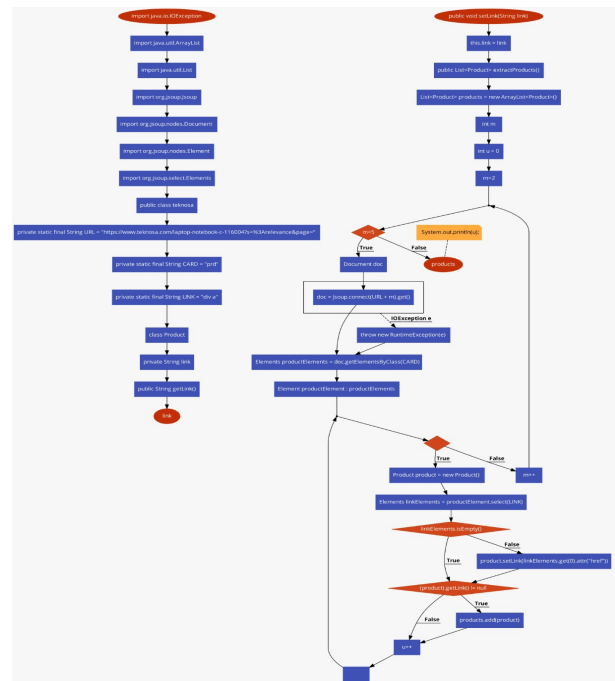 import java.io.IOException
import java.util.ArrayList
import java.util.List
import org.jsoup.Jsoup
import org.jsoup.nodes.Document
import org.jsoup.nodes.Element
import org.jsoup.select.Elements
public class teknosa
private static final String URL = "https://www.teknosa.com/laptop-notebook-c-116004?s=%3Arelevance&page="
private static final String CARD = "prd"
private static final String LINK = "div a"
class Product
private String link
public String getLink()
link
public void setLink(String link)
this.link = link
public List<Product> extractProducts()
List<Product> products = new ArrayList<Product>()
int m
int u = 0
m=2
System.out.println(u);
True
False
Document doc
products
doc = Jsoup.connect(URL + m).get()
IOException e
throw new RuntimeException(e)
Elements productElements = doc.getElementsByClass(CARD)
Element productElement : productElements
True
False
Product product = new Product()
m++
Elements linkElements = productElement.select(LINK)
linkElements.isEmpty()
False
True
product.setLink(linkElements.get(0).attr("href"))
(product).getLink() != null
True
False
products.add(product)
u++